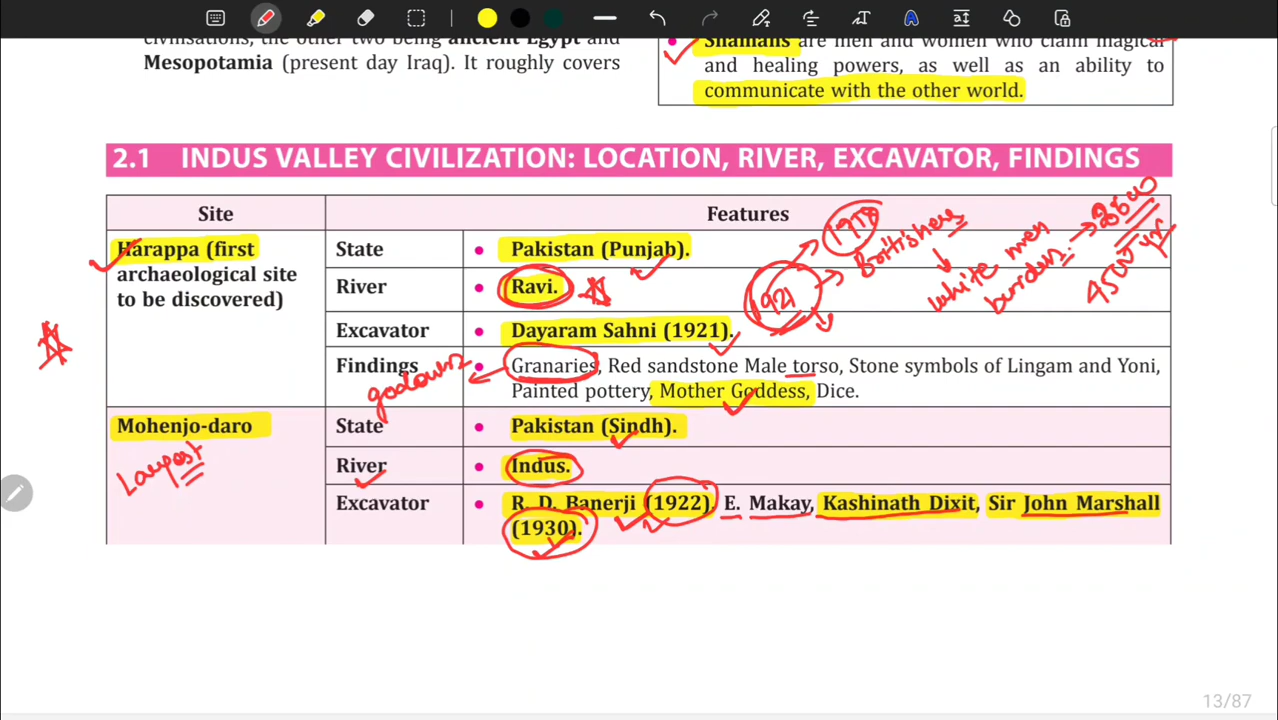 civilisations, the other two being ancient Egypt and
Mesopotamia (present day Iraq). It roughly covers
Shamans are men and women who claim magical
and healing powers, as well as an ability to
communicate with the other world.
2.1 INDUS VALLEY CIVILIZATION: LOCATION, RIVER, EXCAVATOR, FINDINGS
Site Features
Harappa (first
archaeological site
to be discovered)
State • Pakistan (Punjab).
River • Ravi.
Excavator • Dayaram Sahni (1921).
Findings • Granaries, Red sandstone Male torso, Stone symbols of Lingam and Yoni,
Painted pottery, Mother Goddess, Dice.
godowns
1921
Britishers
white men
burden
4500 yr
Mohenjo-daro
Largest
State • Pakistan (Sindh).
River • Indus.
Excavator • R. D. Banerji (1922), E. Makay, Kashinath Dixit, Sir John Marshall
(1930).
13/87